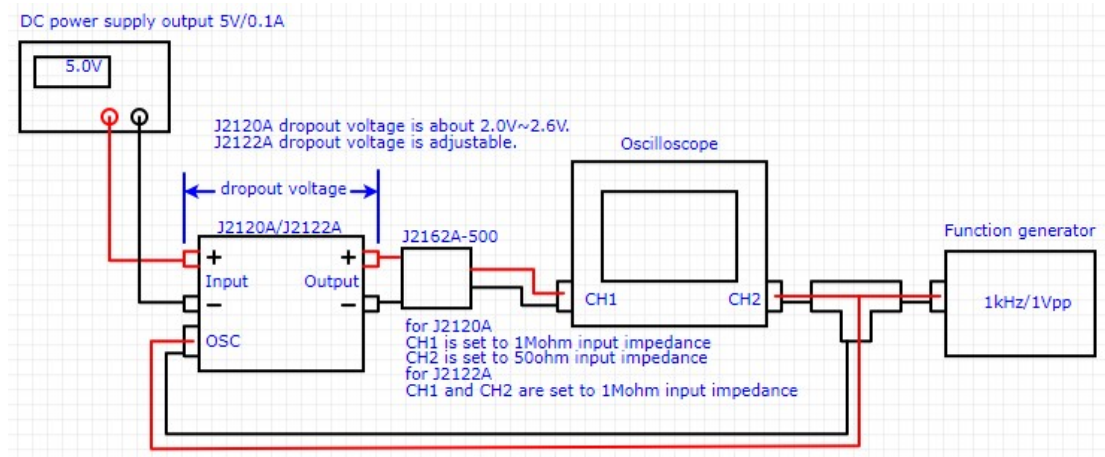 DC power supply output 5V/0.1A
5.0V
J2120A dropout voltage is about 2.0V~2.6V.
J2122A dropout voltage is adjustable.
Oscilloscope
dropout voltage
J2120A/J2122A
J2162A-500
Function generator
+ +
Input Output
− −
OSC
CH1 CH2
1kHz/1Vpp
for J2120A
CH1 is set to 1Mohm input impedance
CH2 is set to 50ohm input impedance
for J2122A
CH1 and CH2 are set to 1Mohm input impedance